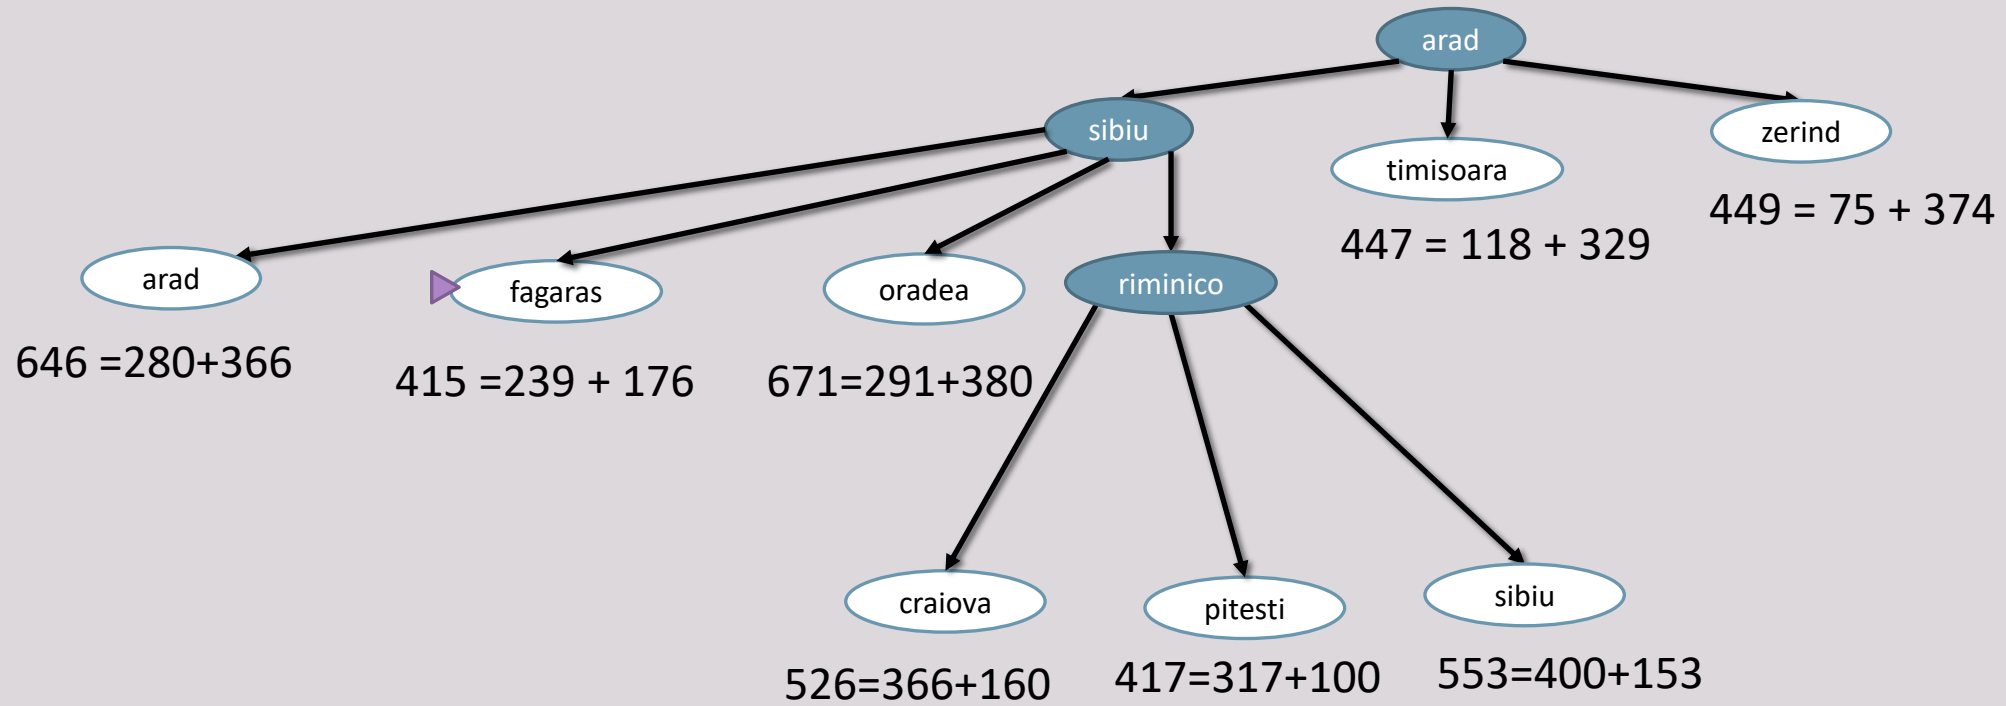 arad
sibiu
timisoara
zerind
447 = 118 + 329
449 = 75 + 374
arad
fagaras
oradea
riminico
646 =280+366
415 =239 + 176
671=291+380
craiova
pitesti
sibiu
526=366+160
417=317+100
553=400+153